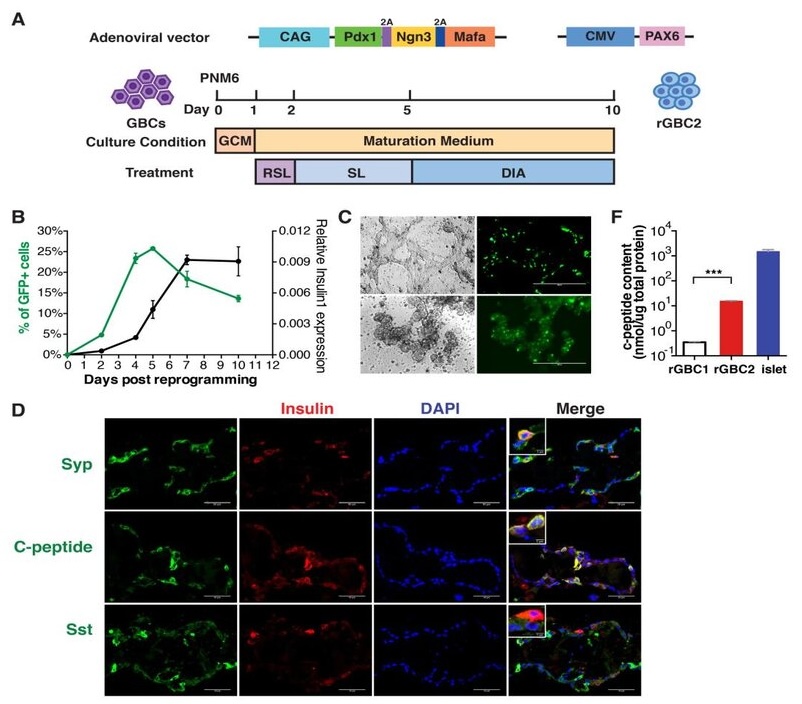 A
Adenoviral vector
CAG
Pdx1
2A
Ngn3
2A
Mafa
CMV
PAX6
GBCs
PNM6
Day
0 1 2 5 10
rGBC2
Culture Condition
GCM
Maturation Medium
Treatment
RSL
SL
DIA
B
% of GFP+ cells
30%
25%
20%
15%
10%
5%
0%
0.012
0.009
0.006
0.003
0.000
Relative Insulin1 expression
0 1 2 3 4 5 6 7 8 9 10 11 12
Days post reprogramming
C
F
c-peptide content
(nmol/ug total protein)
10^4
10^3
10^2
10^1
10^0
10^-1
***
rGBC1 rGBC2 islet
D
Insulin
DAPI
Merge
Syp
C-peptide
Sst